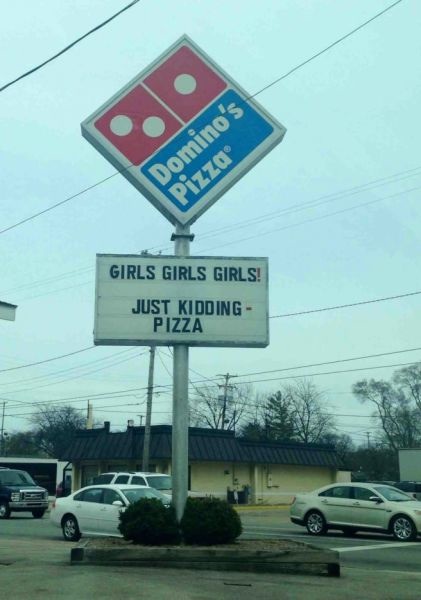 Domino's
Pizza®
GIRLS GIRLS GIRLS!
JUST KIDDING-
PIZZA